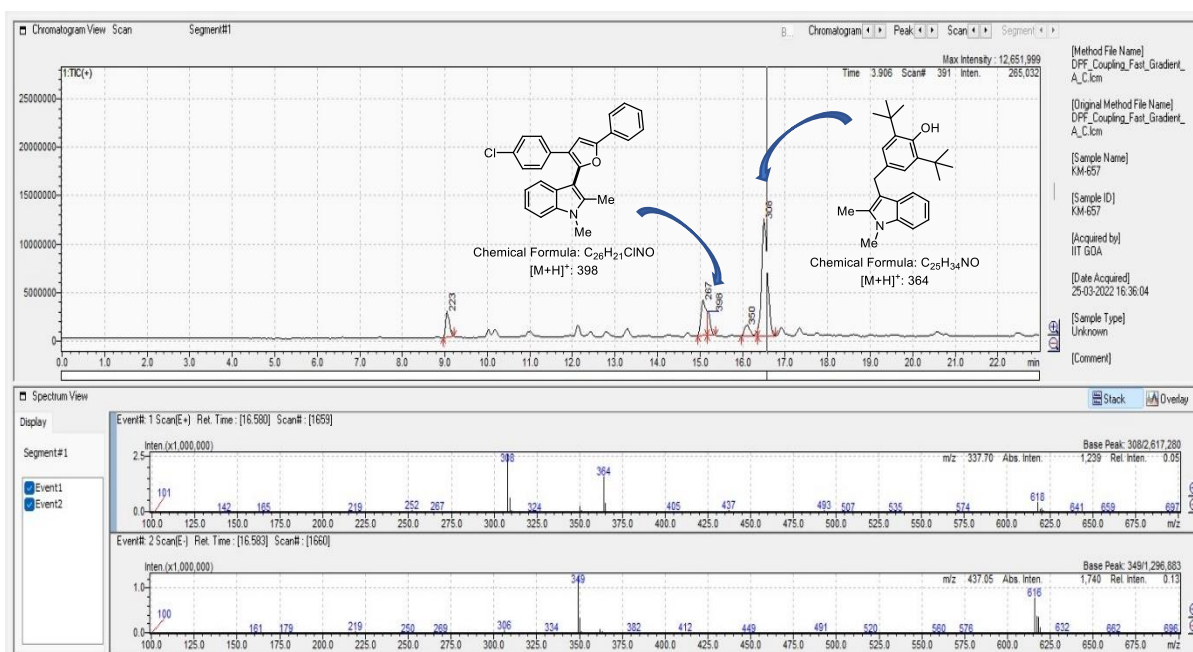 Chromatogram View Scan Segment#1
B... Chromatogram Peak Scan Segment
Max Intensity : 12,651,999
1:TIC(+)
Time 3.906 Scan# 391 Inten. 265,032
25000000
20000000
15000000
10000000
5000000
0
0.0 1.0 2.0 3.0 4.0 5.0 6.0 7.0 8.0 9.0 10.0 11.0 12.0 13.0 14.0 15.0 16.0 17.0 18.0 19.0 20.0 21.0 22.0 min
223
267
398
350
308
Cl
O
N
Me
Me
Chemical Formula: C26H21ClNO
[M+H]+: 398
OH
Me
N
Me
Chemical Formula: C25H34NO
[M+H]+: 364
[Method File Name]
DPF_Coupling_Fast_Gradient_
A_C.lcm
[Original Method File Name]
DPF_Coupling_Fast_Gradient_
A_C.lcm
[Sample Name]
KM-657
[Sample ID]
KM-657
[Acquired by]
IIT GOA
[Date Acquired]
25-03-2022 16:36:04
[Sample Type]
Unknown
[Comment]
Spectrum View
Stack Overlay
Display
Segment#1
Event1
Event2
Event#: 1 Scan(E+) Ret. Time : [16.580] Scan# : [1659]
Inten.(x1,000,000)
Base Peak: 308/2,617,280
m/z 337.70 Abs. Inten. 1,239 Rel. Inten. 0.05
2.5
0.0
101 142 165 219 252 267 308 324 364 405 437 493 507 535 574 618 641 659 697
100.0 125.0 150.0 175.0 200.0 225.0 250.0 275.0 300.0 325.0 350.0 375.0 400.0 425.0 450.0 475.0 500.0 525.0 550.0 575.0 600.0 625.0 650.0 675.0 m/z
Event#: 2 Scan(E-) Ret. Time : [16.583] Scan# : [1660]
Inten.(x1,000,000)
Base Peak: 349/1,296,883
m/z 437.05 Abs. Inten. 1,740 Rel. Inten. 0.13
1.0
0.0
100 161 179 219 250 269 306 334 349 382 412 449 491 520 560 576 616 632 662 696
100.0 125.0 150.0 175.0 200.0 225.0 250.0 275.0 300.0 325.0 350.0 375.0 400.0 425.0 450.0 475.0 500.0 525.0 550.0 575.0 600.0 625.0 650.0 675.0 m/z